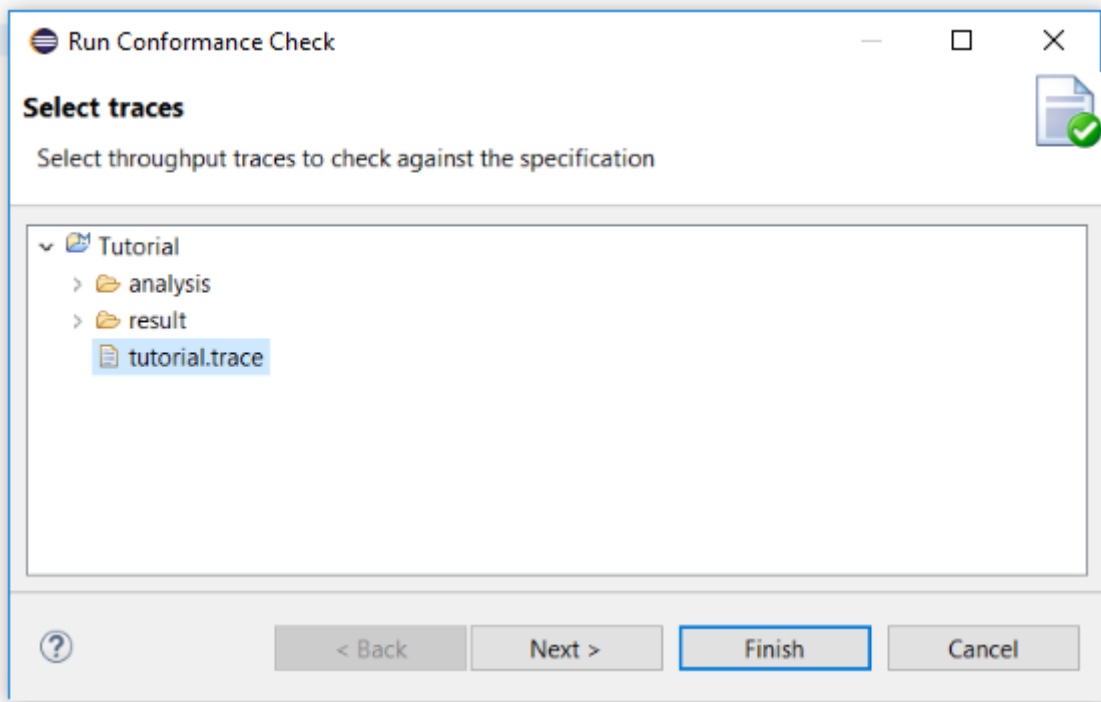 Run Conformance Check
Select traces
Select throughput traces to check against the specification
Tutorial
analysis
result
tutorial.trace
? < Back Next > Finish Cancel